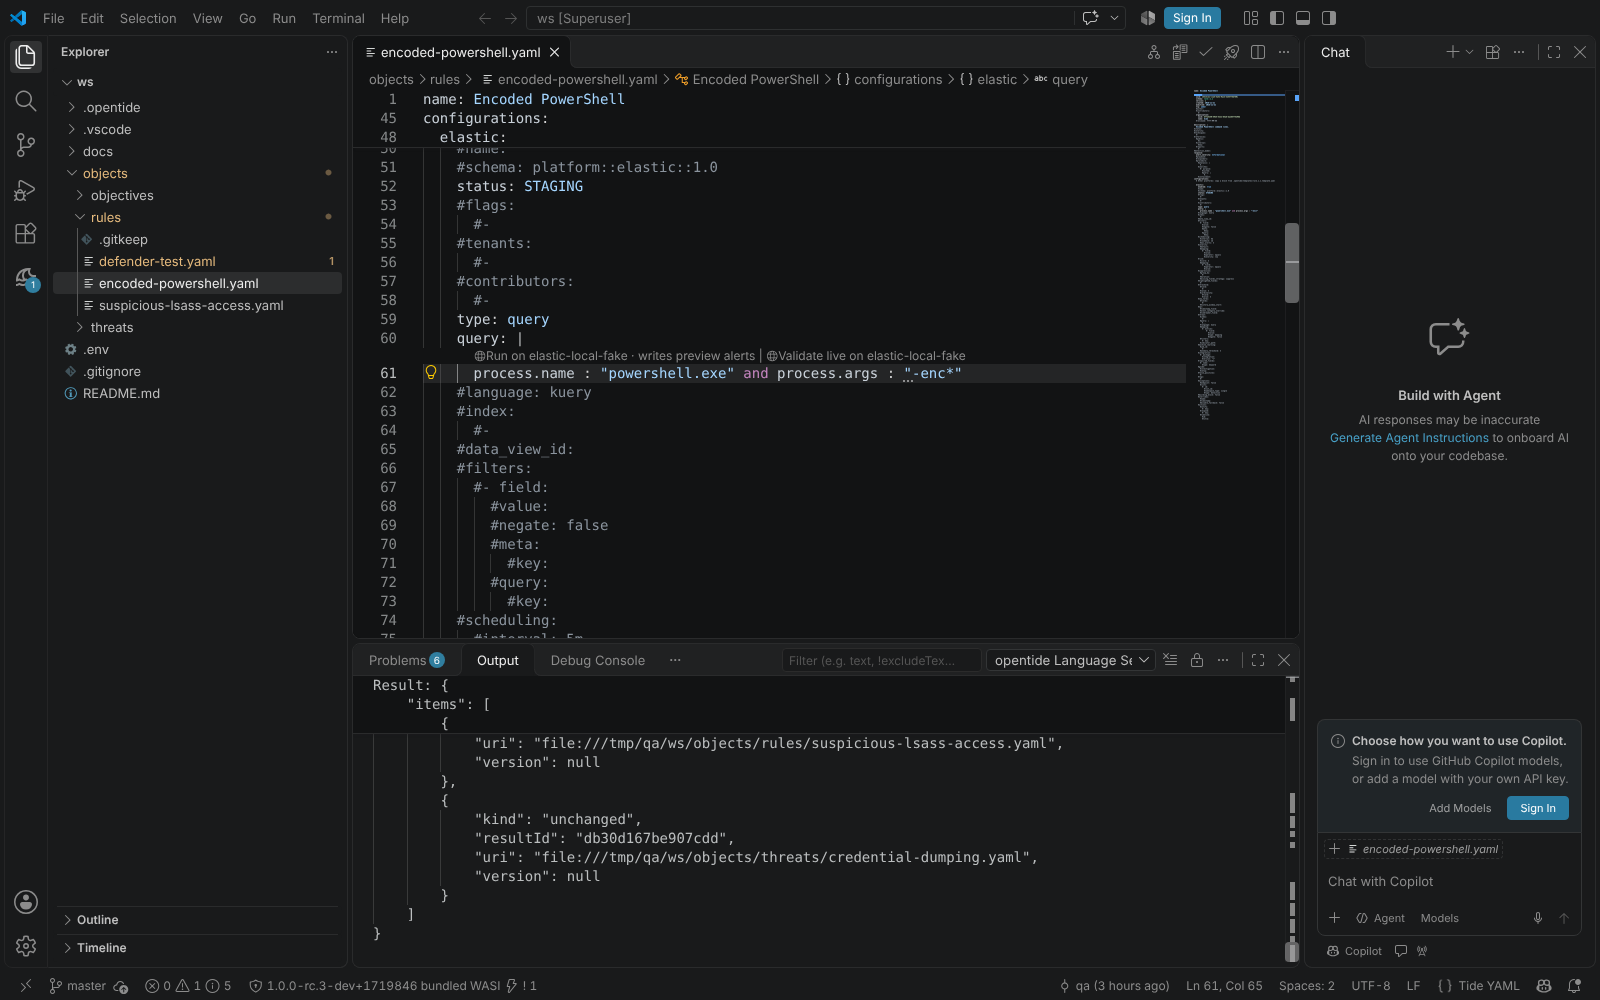 File Edit Selection View Go Run Terminal Help
ws [Superuser]
Sign In
Explorer
ws
.opentide
.vscode
docs
objects
objectives
rules
.gitkeep
defender-test.yaml 1
encoded-powershell.yaml
suspicious-lsass-access.yaml
threats
.env
.gitignore
README.md
1
Outline
Timeline
encoded-powershell.yaml
objects > rules > encoded-powershell.yaml > Encoded PowerShell > { } configurations > { } elastic > abc query
1 name: Encoded PowerShell
45 configurations:
48 elastic:
50 #name:
51 #schema: platform::elastic::1.0
52 status: STAGING
53 #flags:
54 #-
55 #tenants:
56 #-
57 #contributors:
58 #-
59 type: query
60 query: |
Run on elastic-local-fake · writes preview alerts | Validate live on elastic-local-fake
61 process.name : "powershell.exe" and process.args : "-enc*"
62 #language: kuery
63 #index:
64 #-
65 #data_view_id:
66 #filters:
67 #- field:
68 #value:
69 #negate: false
70 #meta:
71 #key:
72 #query:
73 #key:
74 #scheduling:
75 #interval: 5m
Problems 6 Output Debug Console
Filter (e.g. text, !excludeTex...
opentide Language Se
Result: {
"items": [
{
"uri": "file:///tmp/qa/ws/objects/rules/suspicious-lsass-access.yaml",
"version": null
},
{
"kind": "unchanged",
"resultId": "db30d167be907cdd",
"uri": "file:///tmp/qa/ws/objects/threats/credential-dumping.yaml",
"version": null
}
]
}
Chat
Build with Agent
AI responses may be inaccurate
Generate Agent Instructions to onboard AI
onto your codebase.
Choose how you want to use Copilot.
Sign in to use GitHub Copilot models,
or add a model with your own API key.
Add Models Sign In
encoded-powershell.yaml
Chat with Copilot
Agent Models
Copilot
master 0 1 5 1.0.0-rc.3-dev+1719846 bundled WASI ! 1
qa (3 hours ago) Ln 61, Col 65 Spaces: 2 UTF-8 LF { } Tide YAML